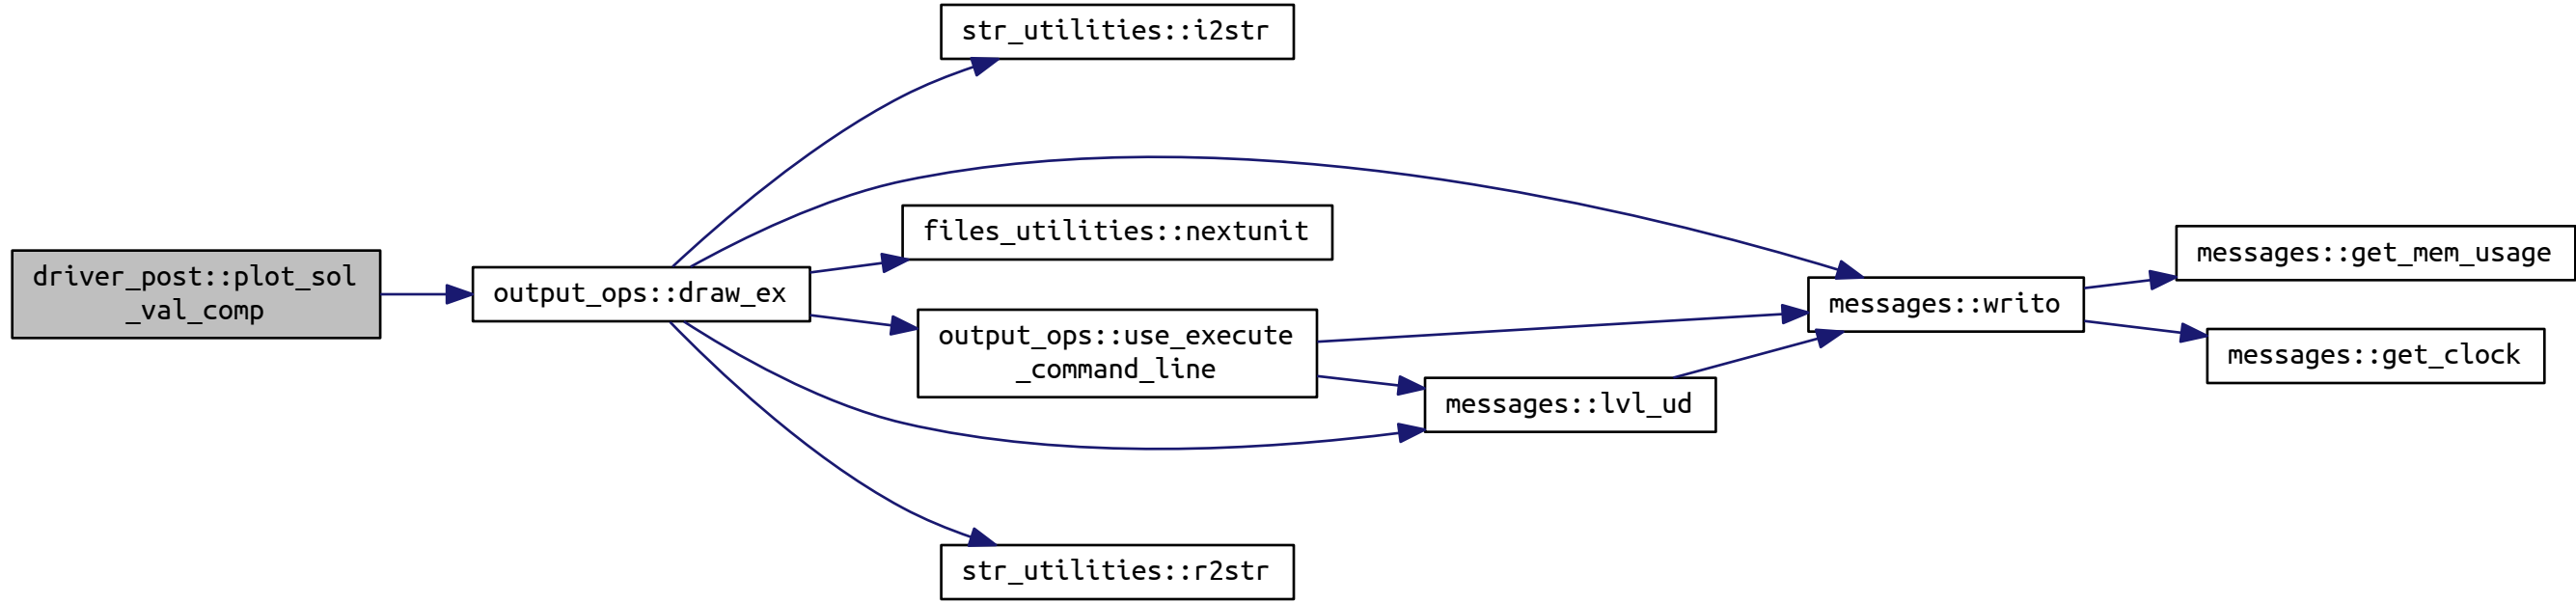 str_utilities::i2str
files_utilities::nextunit
messages::get_mem_usage
driver_post::plot_sol
_val_comp
output_ops::draw_ex
messages::writo
output_ops::use_execute
_command_line
messages::get_clock
messages::lvl_ud
str_utilities::r2str